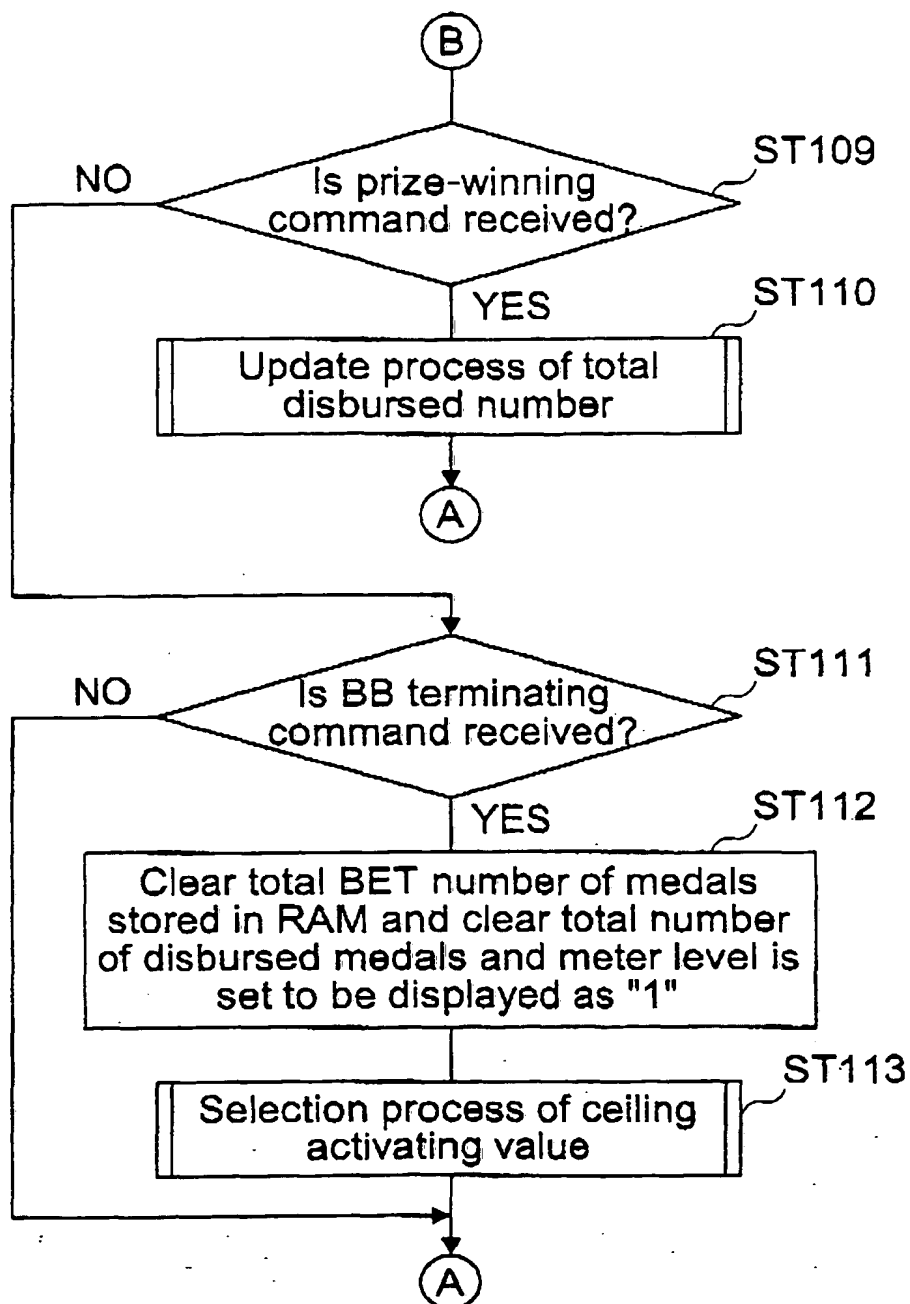 B
ST109
NO
Is prize-winning
command received?
YES
ST110
Update process of total
disbursed number
A
ST111
NO
Is BB terminating
command received?
YES
ST112
Clear total BET number of medals
stored in RAM and clear total number
of disbursed medals and meter level is
set to be displayed as "1"
ST113
Selection process of ceiling
activating value
A